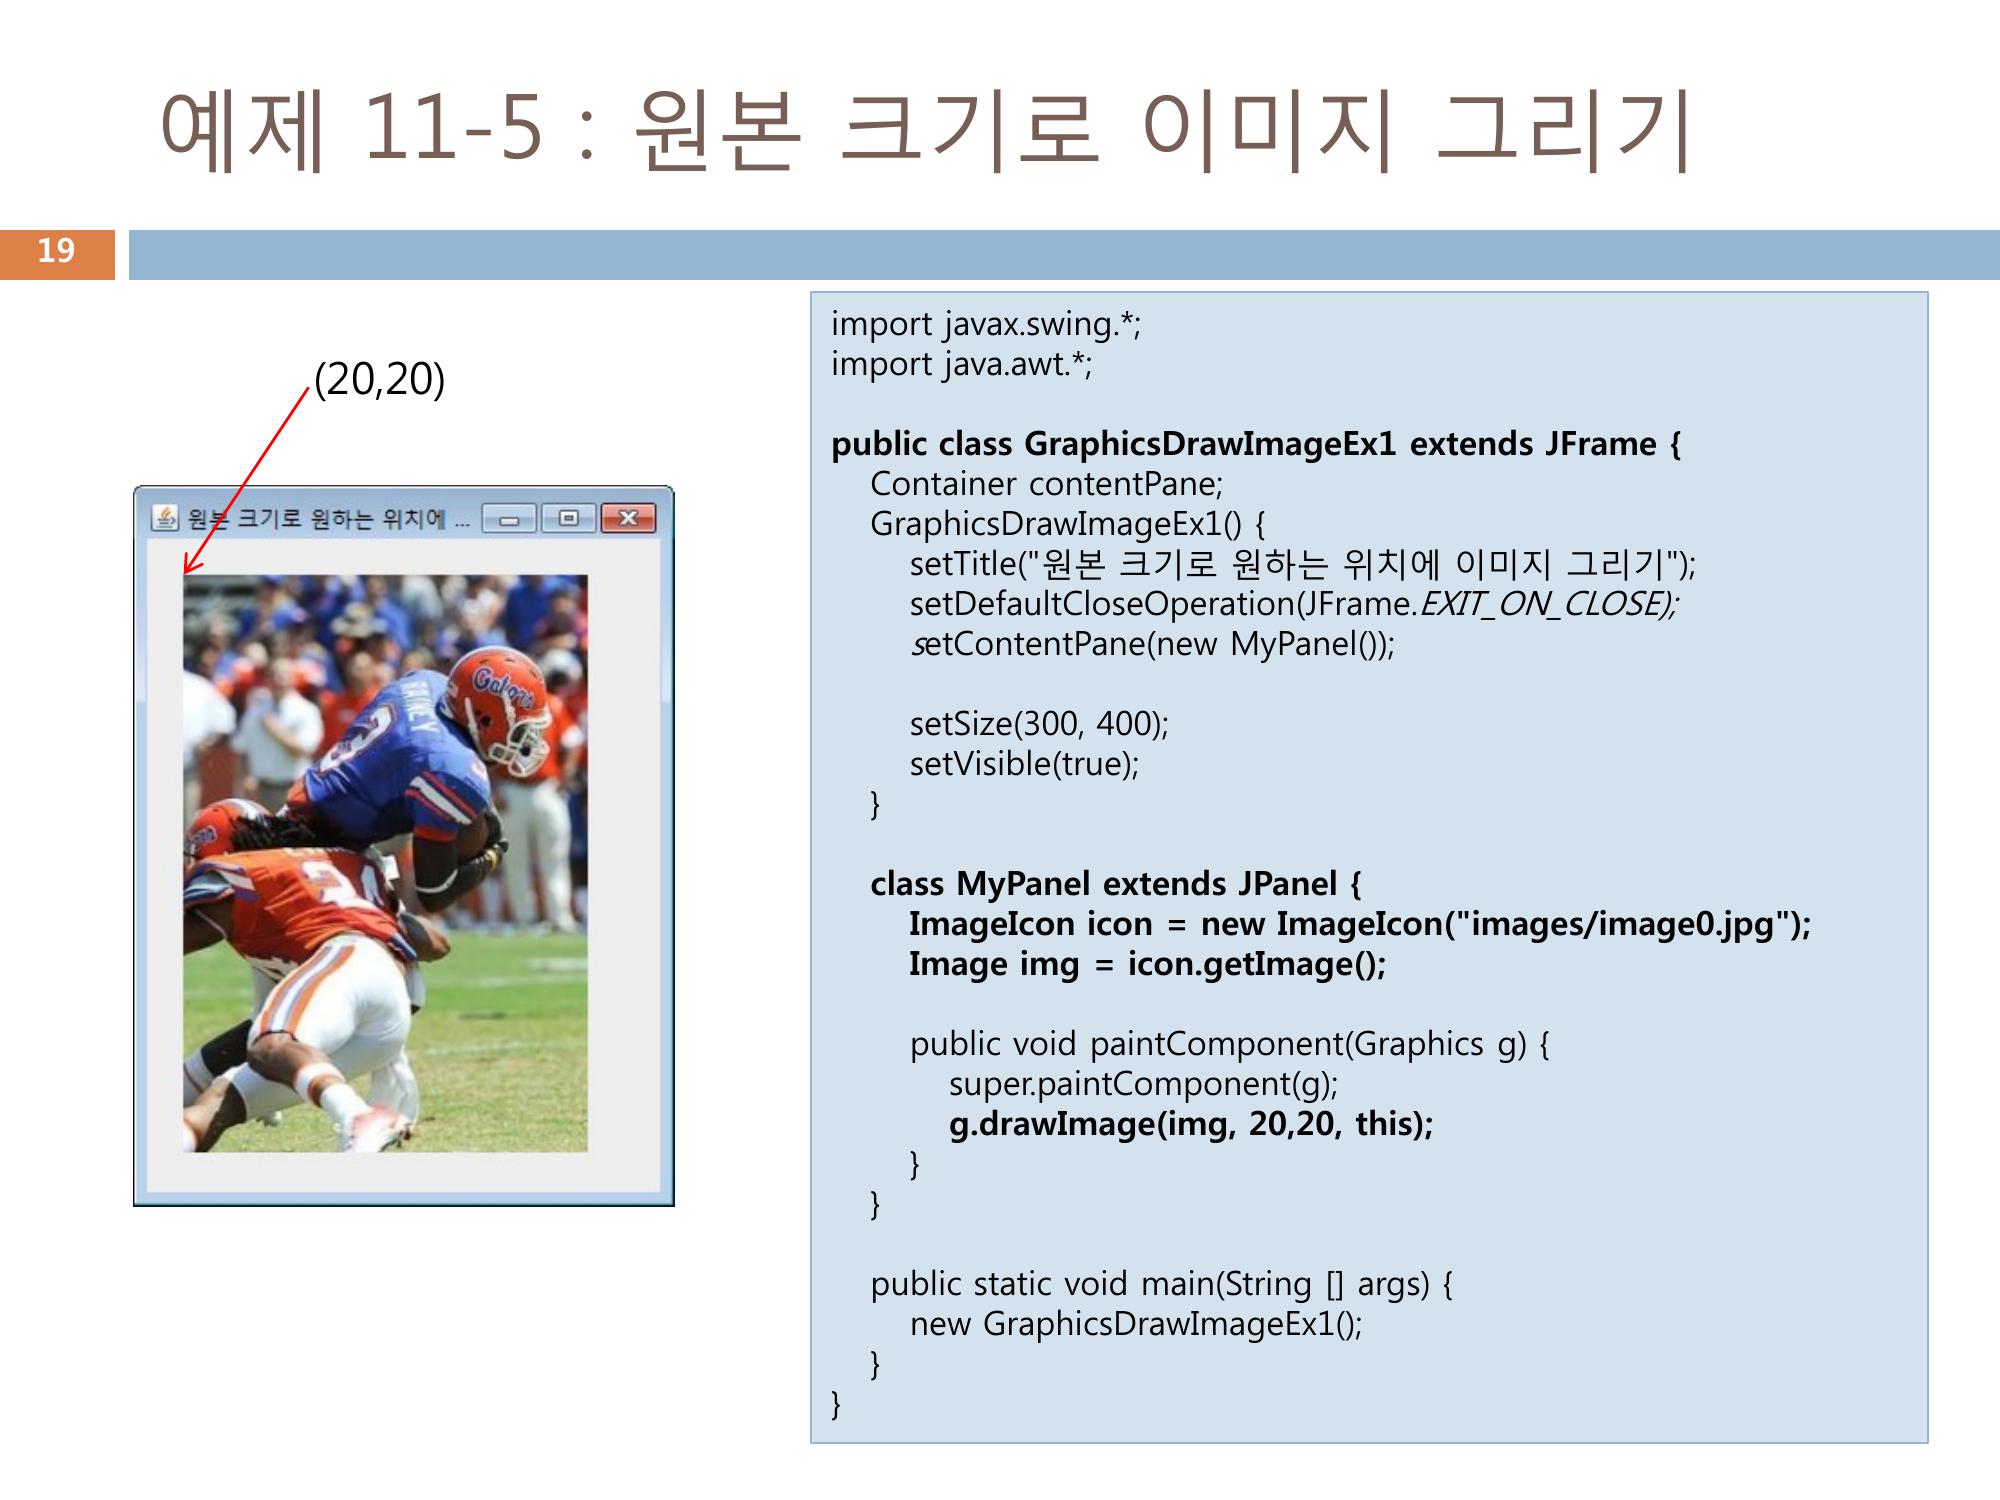 예제 11-5 : 원본 크기로 이미지 그리기
19
(20,20)
원본 크기로 원하는 위치에 ...
Gators
import javax.swing.*;
import java.awt.*;
public class GraphicsDrawImageEx1 extends JFrame {
Container contentPane;
GraphicsDrawImageEx1() {
setTitle("원본 크기로 원하는 위치에 이미지 그리기");
setDefaultCloseOperation(JFrame.EXIT_ON_CLOSE);
setContentPane(new MyPanel());
setSize(300, 400);
setVisible(true);
}
class MyPanel extends JPanel {
ImageIcon icon = new ImageIcon("images/image0.jpg");
Image img = icon.getImage();
public void paintComponent(Graphics g) {
super.paintComponent(g);
g.drawImage(img, 20,20, this);
}
}
public static void main(String [] args) {
new GraphicsDrawImageEx1();
}
}